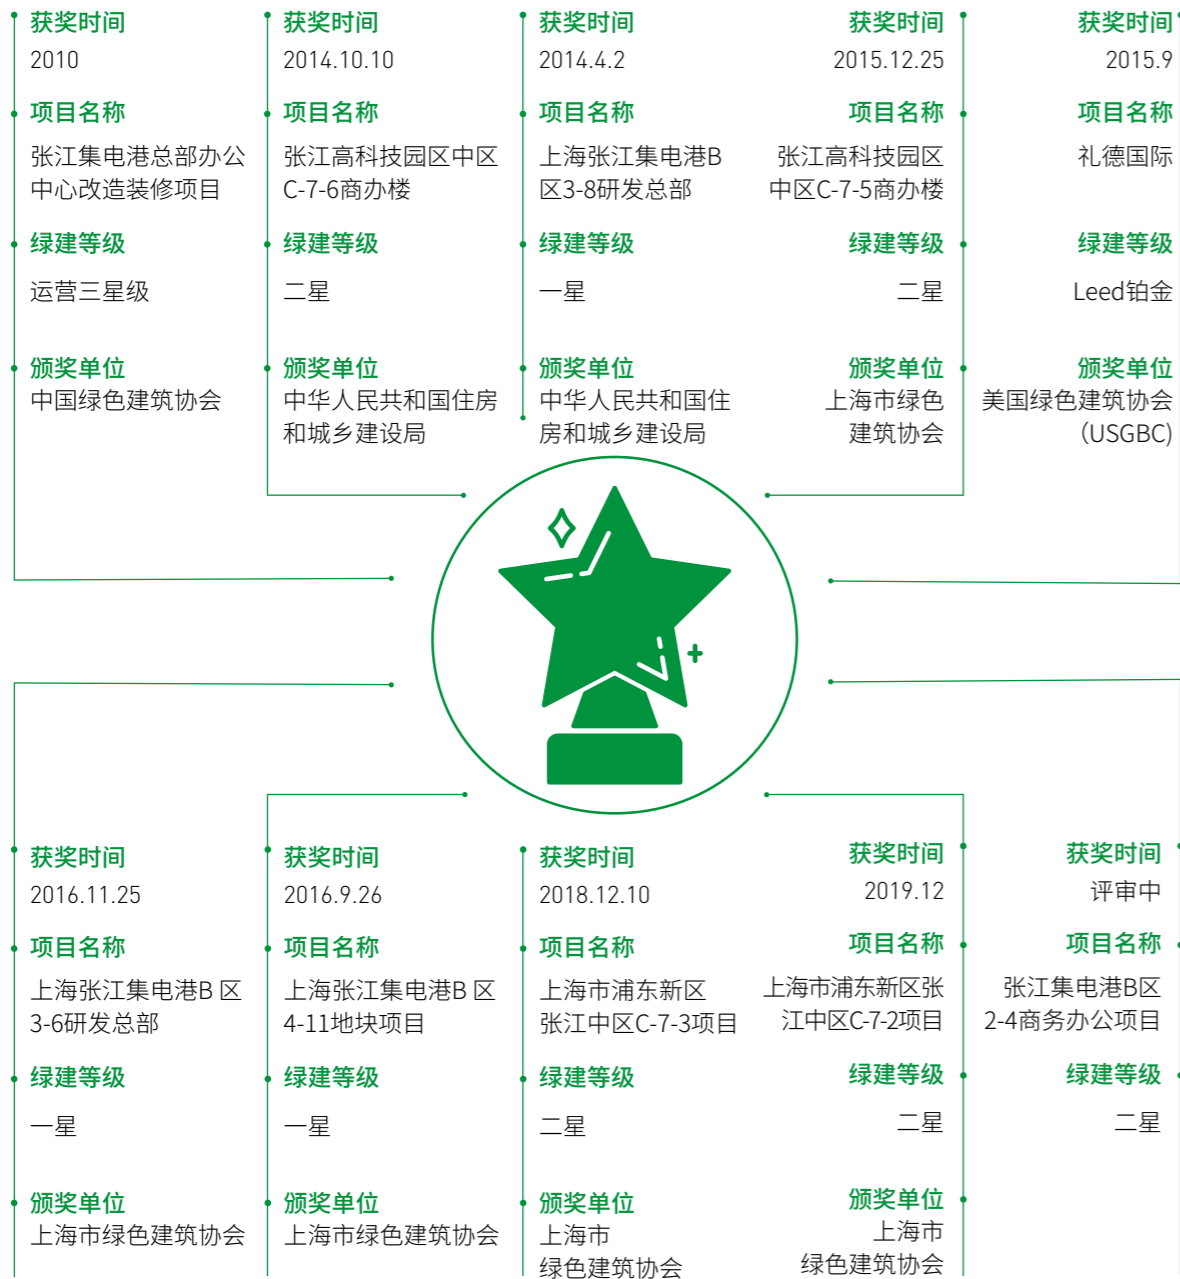 获奖时间
2010
项目名称
张江集电港总部办公
中心改造装修项目
绿建等级
运营三星级
颁奖单位
中国绿色建筑协会
获奖时间
2014.10.10
项目名称
张江高科技园区中区
C-7-6商办楼
绿建等级
二星
颁奖单位
中华人民共和国住房
和城乡建设局
获奖时间
2014.4.2
项目名称
上海张江集电港B
区3-8研发总部
绿建等级
一星
颁奖单位
中华人民共和国住
房和城乡建设局
获奖时间
2015.12.25
项目名称
张江高科技园区
中区C-7-5商办楼
绿建等级
二星
颁奖单位
上海市绿色
建筑协会
获奖时间
2015.9
项目名称
礼德国际
绿建等级
Leed铂金
颁奖单位
美国绿色建筑协会
（USGBC)
获奖时间
2016.11.25
项目名称
上海张江集电港B 区
3-6研发总部
绿建等级
一星
颁奖单位
上海市绿色建筑协会
获奖时间
2016.9.26
项目名称
上海张江集电港B 区
4-11地块项目
绿建等级
一星
颁奖单位
上海市绿色建筑协会
获奖时间
2018.12.10
项目名称
上海市浦东新区
张江中区C-7-3项目
绿建等级
二星
颁奖单位
上海市
绿色建筑协会
获奖时间
2019.12
项目名称
上海市浦东新区张
江中区C-7-2项目
绿建等级
二星
颁奖单位
上海市
绿色建筑协会
获奖时间
评审中
项目名称
张江集电港B区
2-4商务办公项目
绿建等级
二星